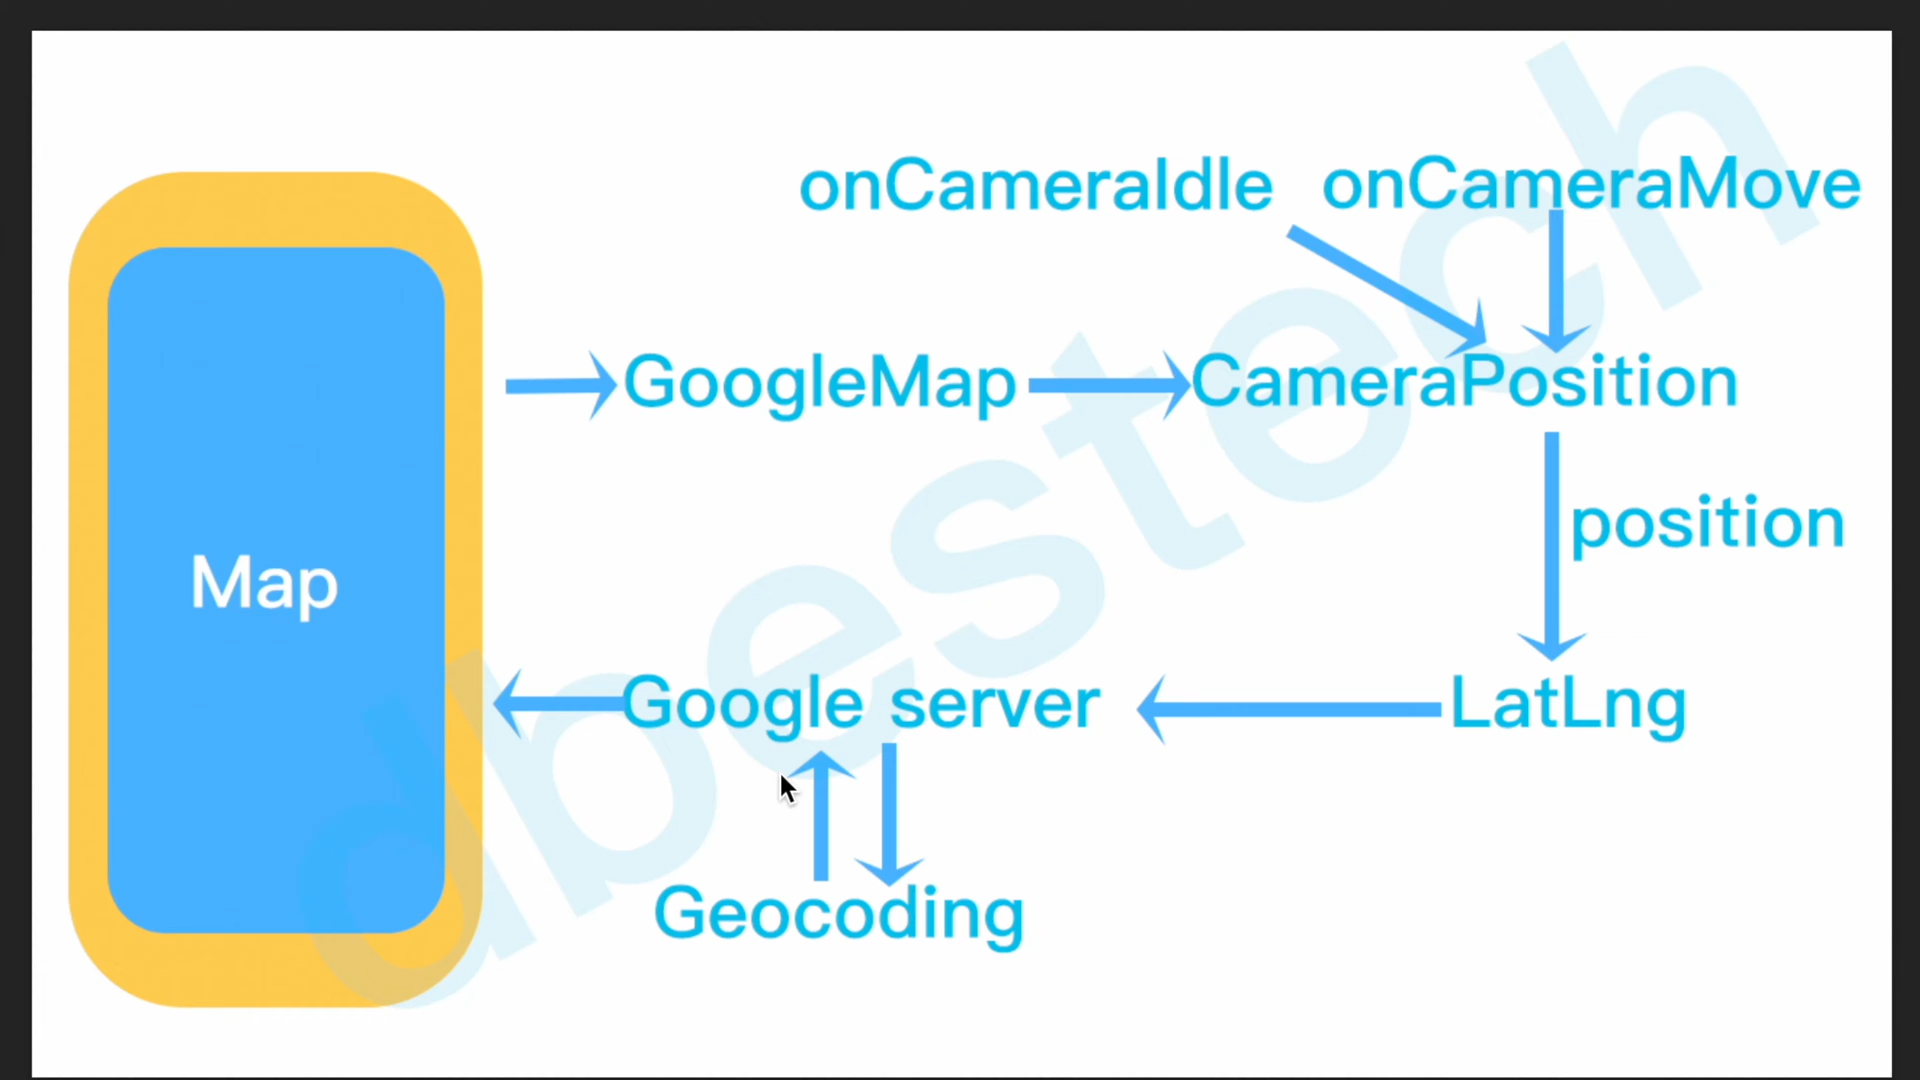 onCameraIdle onCameraMove
GoogleMap CameraPosition
position
Map
Google server LatLng
Geocoding
dbestech